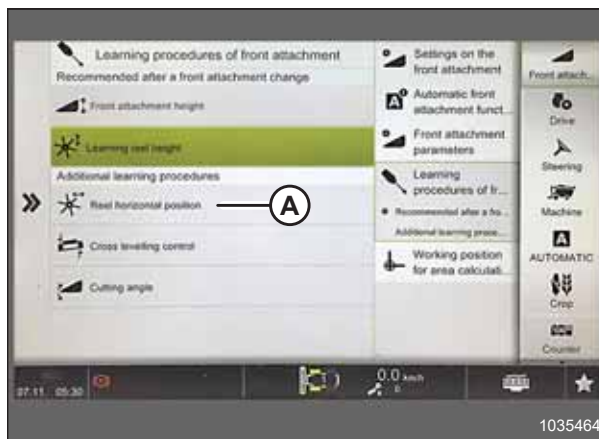 Learning procedures of front attachment
Recommended after a front attachment change
Front attachment height
Learning reel height
Additional learning procedures
Reel horizontal position
A
Cross levelling control
Cutting angle
Settings on the
front attachment
Automatic front
attachment funct...
Front attachment
parameters
Learning
procedures of fr...
Recommended after a fro...
Additional learning proce...
Working position
for area calculati...
Front attach...
Drive
Steering
Machine
A
AUTOMATIC
Crop
Counter
07.11 05:30
0.0 km/h
0
1035464